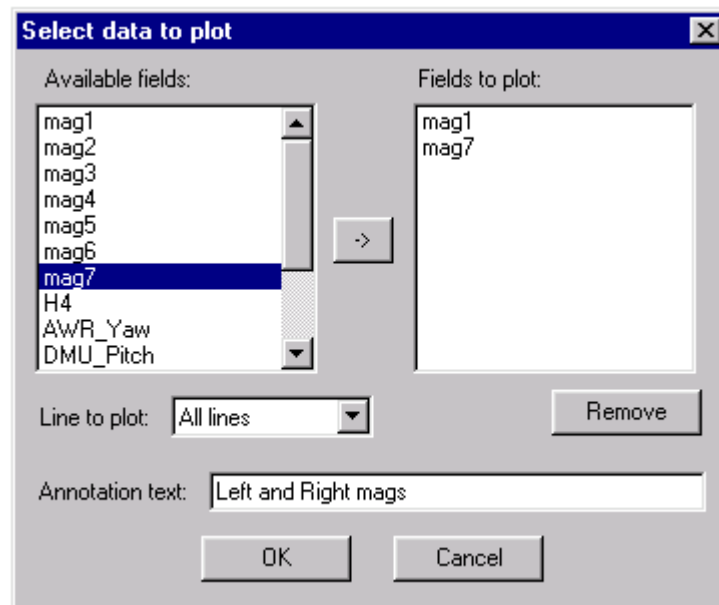 Select data to plot
Available fields:
mag1
mag2
mag3
mag4
mag5
mag6
mag7
H4
AWR_Yaw
DMU_Pitch
->
Fields to plot:
mag1
mag7
Line to plot: All lines
Remove
Annotation text: Left and Right mags
OK
Cancel